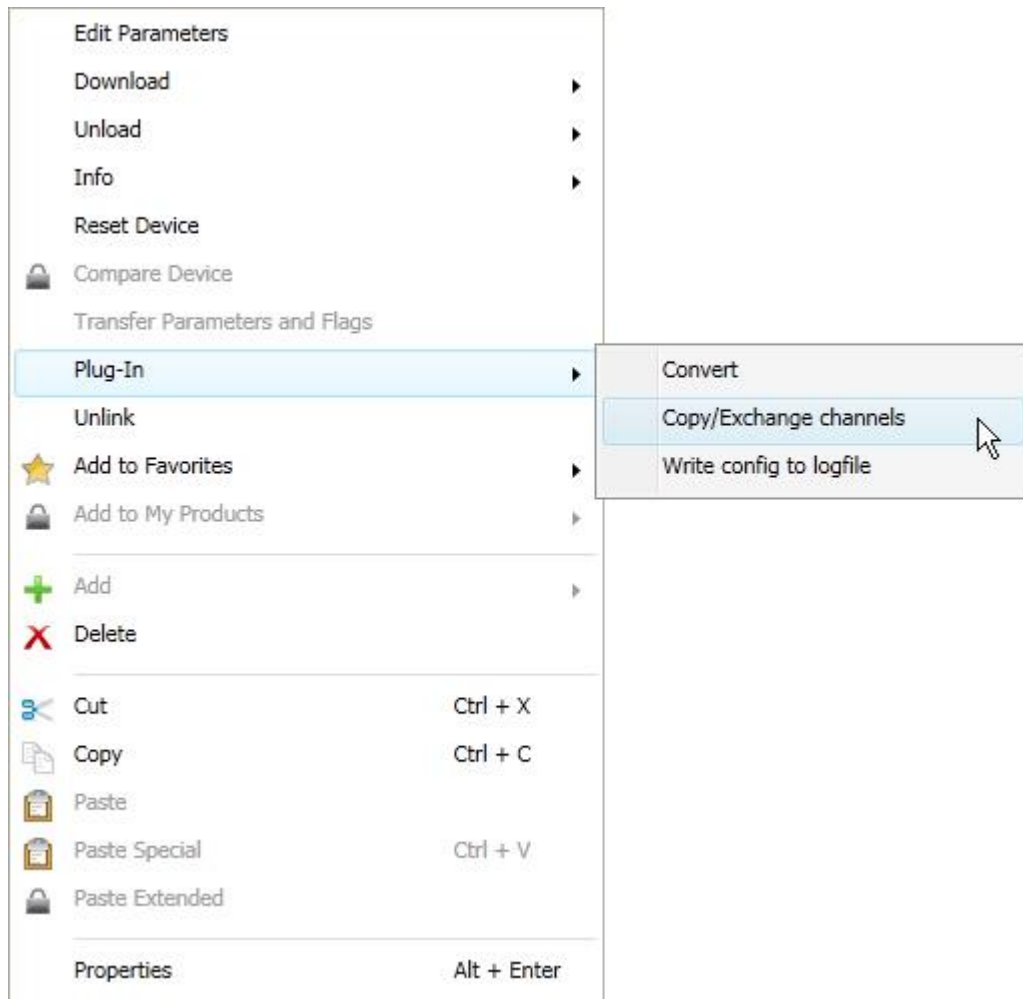 Edit Parameters
Download
Unload
Info
Reset Device
Compare Device
Transfer Parameters and Flags
Plug-In
Convert
Copy/Exchange channels
Write config to logfile
Unlink
Add to Favorites
Add to My Products
Add
Delete
Cut Ctrl + X
Copy Ctrl + C
Paste
Paste Special Ctrl + V
Paste Extended
Properties Alt + Enter